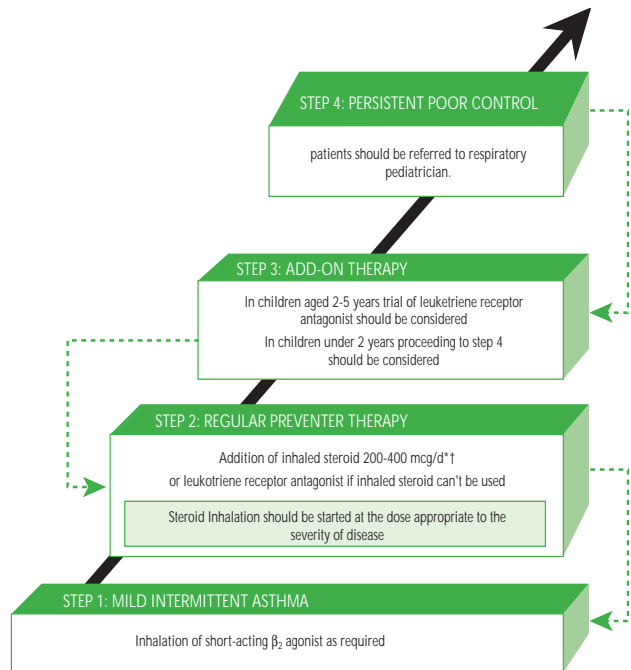 STEP 4: PERSISTENT POOR CONTROL
patients should be referred to respiratory
pediatrician.
STEP 3: ADD-ON THERAPY
In children aged 2-5 years trial of leuketriene receptor
antagonist should be considered
In children under 2 years proceeding to step 4
should be considered
STEP 2: REGULAR PREVENTER THERAPY
Addition of inhaled steroid 200-400 mcg/d*†
or leukotriene receptor antagonist if inhaled steroid can't be used
Steroid Inhalation should be started at the dose appropriate to the
severity of disease
STEP 1: MILD INTERMITTENT ASTHMA
Inhalation of short-acting β₂ agonist as required